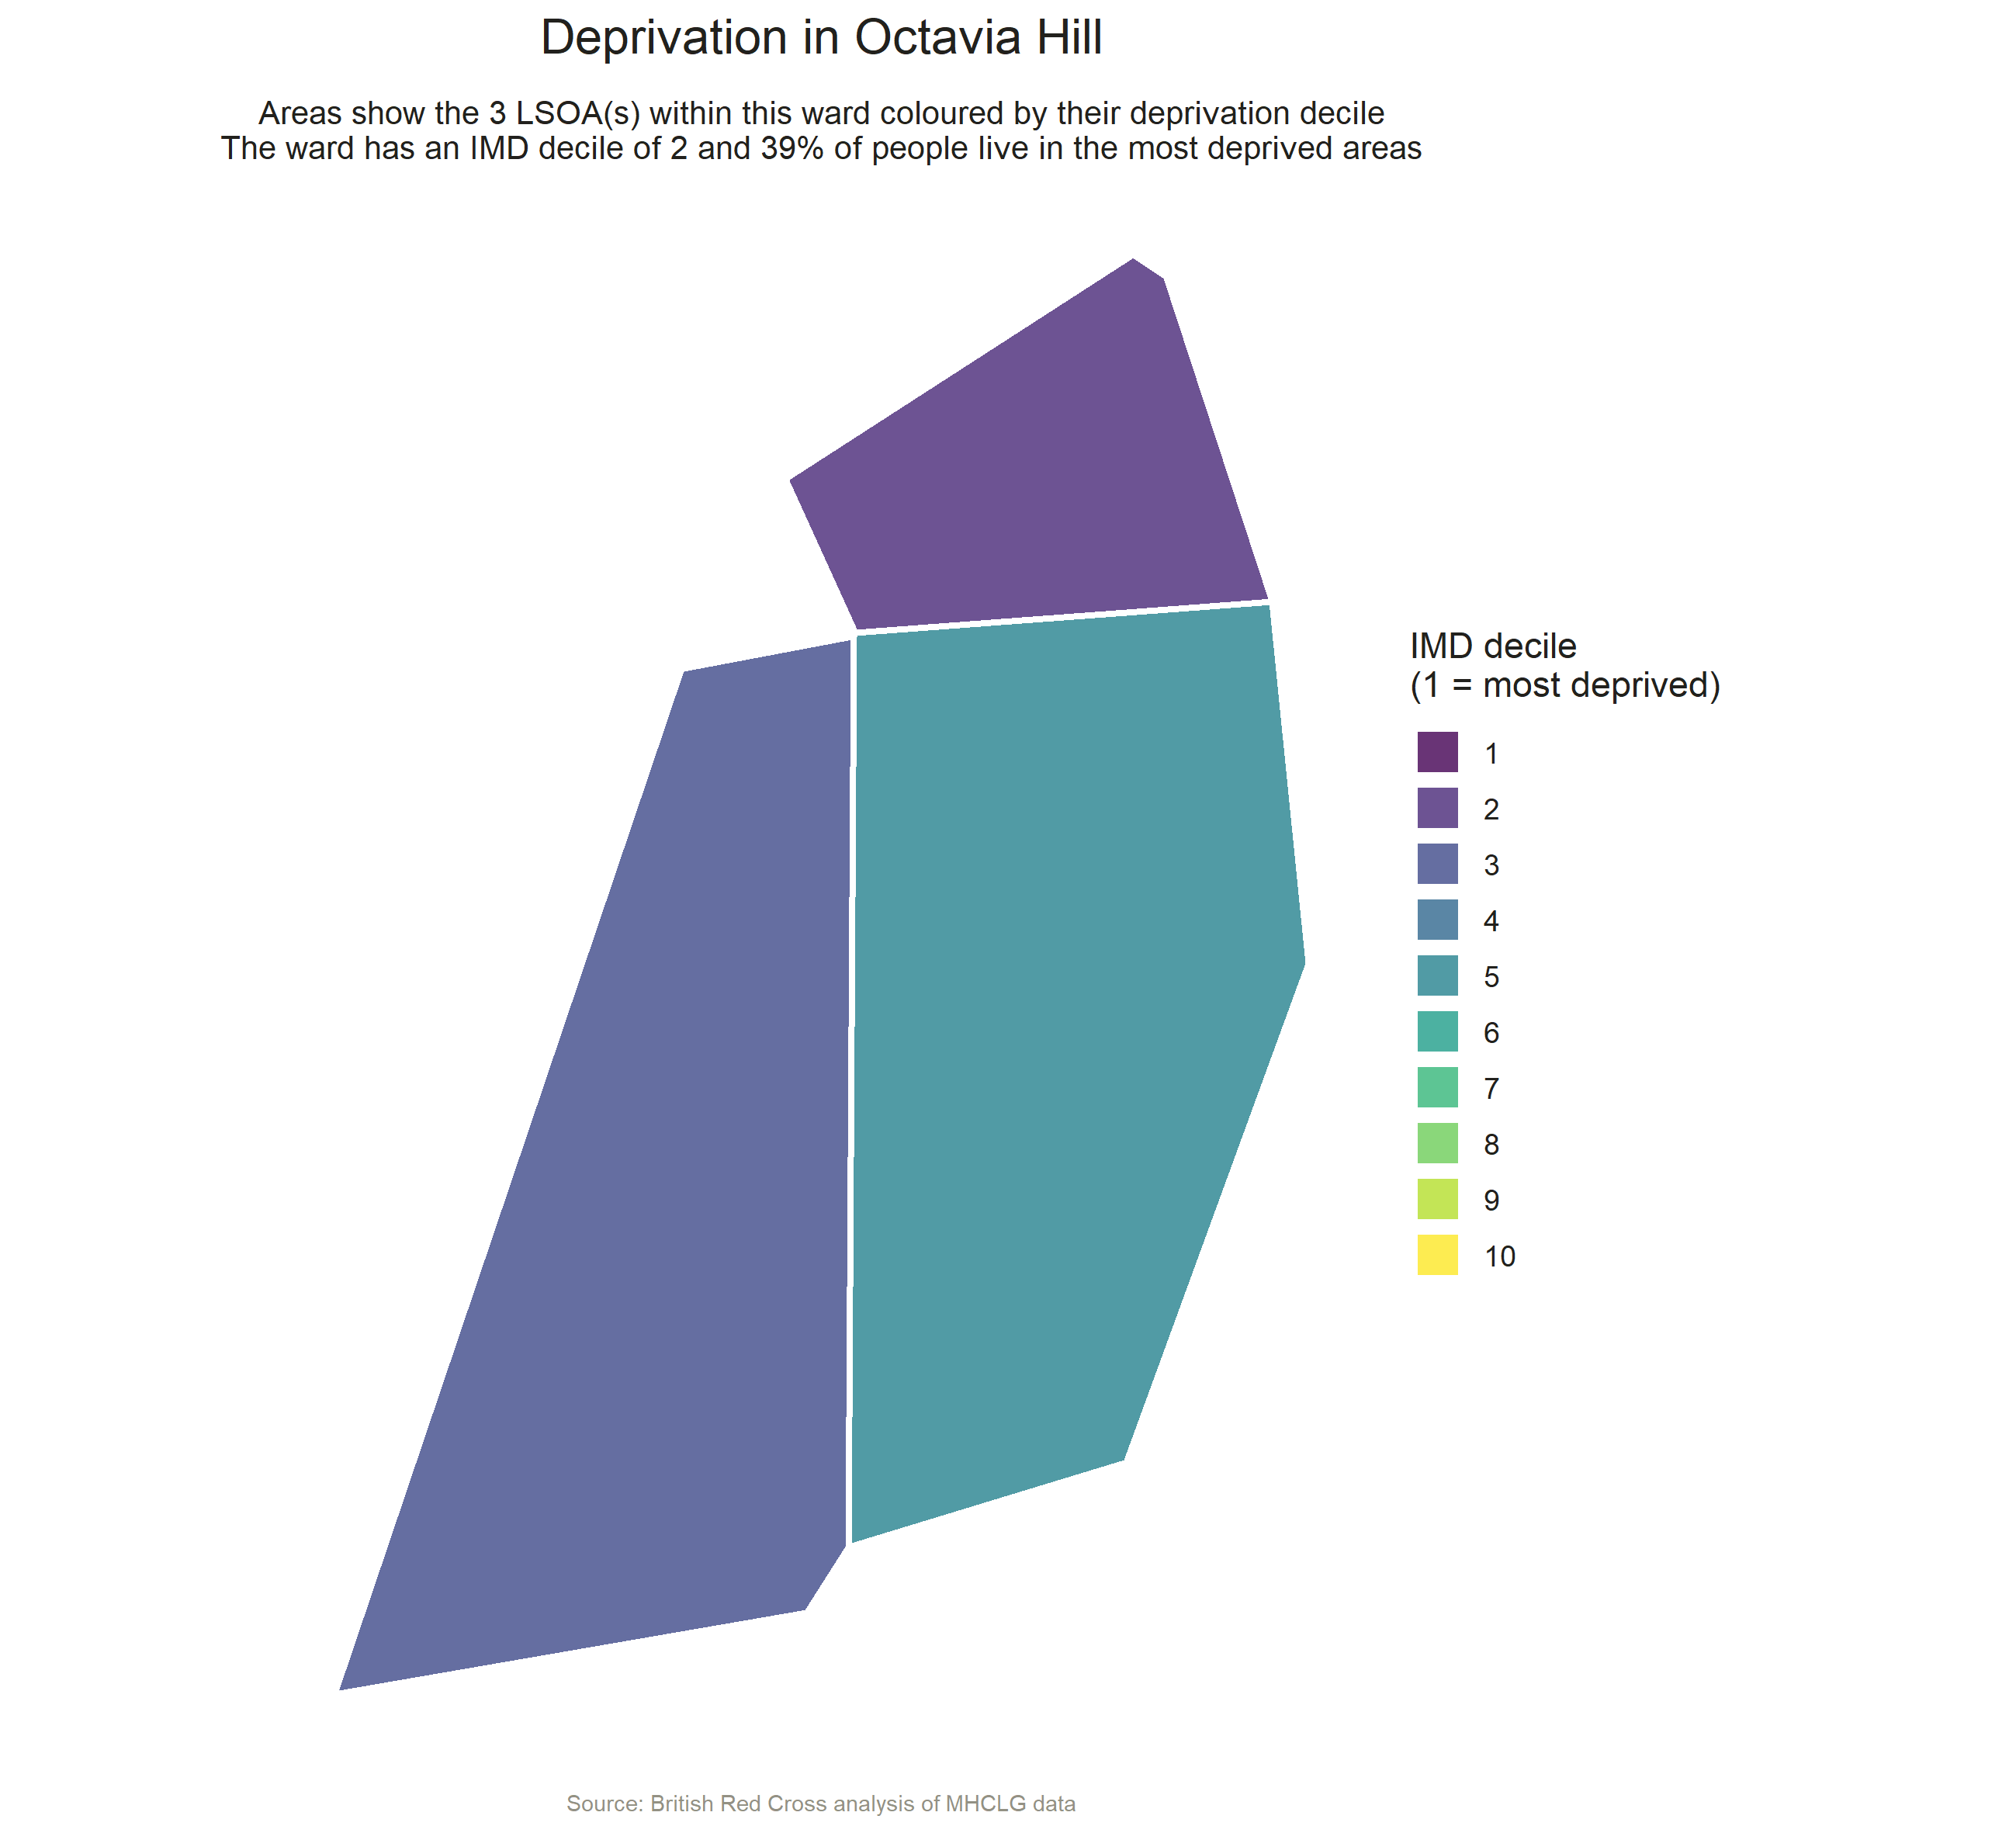 Deprivation in Octavia Hill
Areas show the 3 LSOA(s) within this ward coloured by their deprivation decile
The ward has an IMD decile of 2 and 39% of people live in the most deprived areas
IMD decile
(1 = most deprived)
1
2
3
4
5
6
7
8
9
10
Source: British Red Cross analysis of MHCLG data